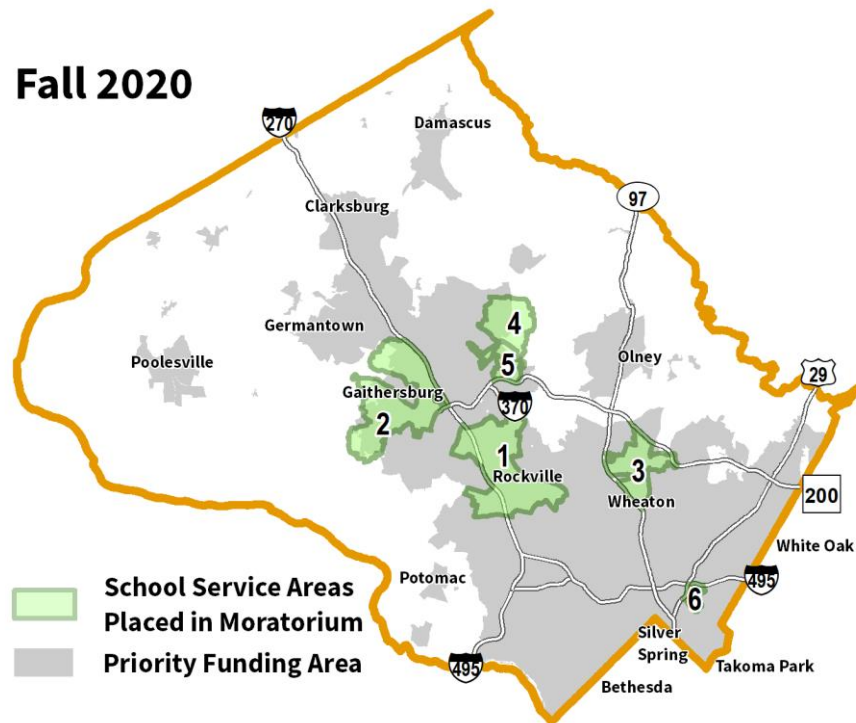 Fall 2020
270
Damascus
97
Clarksburg
4
Germantown
Olney
Poolesville
5
29
Gaithersburg
370
2
1
3
Rockville
Wheaton
200
White Oak
Potomac
495
6
School Service Areas
Placed in Moratorium
Silver
Spring
Priority Funding Area
495
Takoma Park
Bethesda